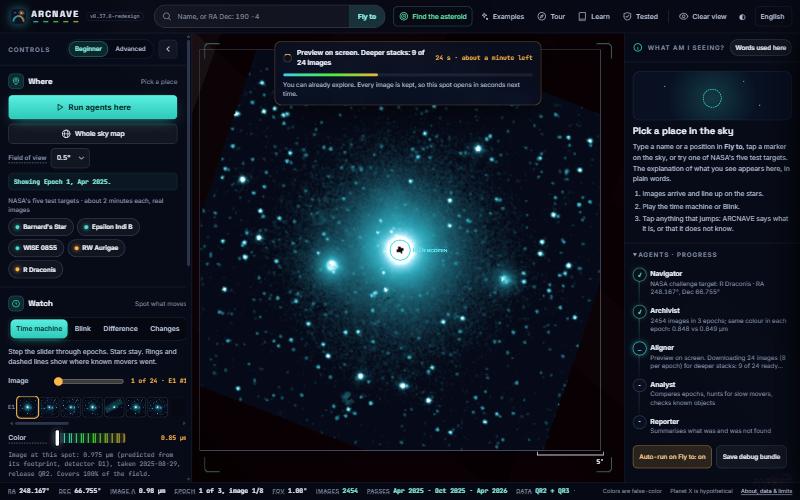 ARCNAVE
v0.37.0-redesign
Name, or RA Dec: 190 -4
Fly to
Find the asteroid
Examples
Tour
Learn
Tested
Clear view
English
CONTROLS
Beginner
Advanced
Where
Pick a place
Run agents here
Whole sky map
Field of view
0.5°
Showing Epoch 1, Apr 2025.
NASA's five test targets · about 2 minutes each, real
images
Barnard's Star
Epsilon Indi B
WISE 0855
RW Aurigae
R Draconis
Watch
Spot what moves
Time machine
Blink
Difference
Changes
Step the slider through epochs. Stars stay. Rings and
dashed lines show where known movers went.
Image
1 of 24 · E1 #1
E1
Color
0.85 µm
Image at this spot: 0.975 µm (predicted from
its footprint, detector D1), taken 2025-08-29,
release QR2. Covers 100% of the field.
Preview on screen. Deeper stacks: 9 of
24 images
24 s · about a minute left
You can already explore. Every image is kept, so this spot opens in seconds next
time.
5'
WHAT AM I SEEING?
Words used here
Pick a place in the sky
Type a name or a position in Fly to, tap a marker
on the sky, or try one of NASA's five test targets.
The explanation of what you see appears here, in
plain words.
1. Images arrive and line up on the stars.
2. Play the time machine or Blink.
3. Tap anything that jumps: ARCNAVE says what
it is, or that it does not know.
AGENTS · PROGRESS
Navigator
NASA challenge target: R Draconis · RA
248.167°, Dec 66.755°
Archivist
2454 images in 3 epochs; same colour in each
epoch: 0.848 vs 0.849 µm
Aligner
Preview on screen. Downloading 24 images (8
per epoch) for deeper stacks: 9 of 24 ready...
Analyst
Compares epochs, hunts for slow movers,
checks known objects
Reporter
Summarises what was and was not found
Auto-run on Fly to: on
Save debug bundle
RA 248.167° DEC 66.755° IMAGE Λ 0.98 µm EPOCH 1 of 3, image 1/8 FOV 1.00° IMAGES 2454 PASSES Apr 2025 · Oct 2025 · Apr 2026 DATA QR2 + QR3
Colors are false-color Planet X is hypothetical About, data & limits